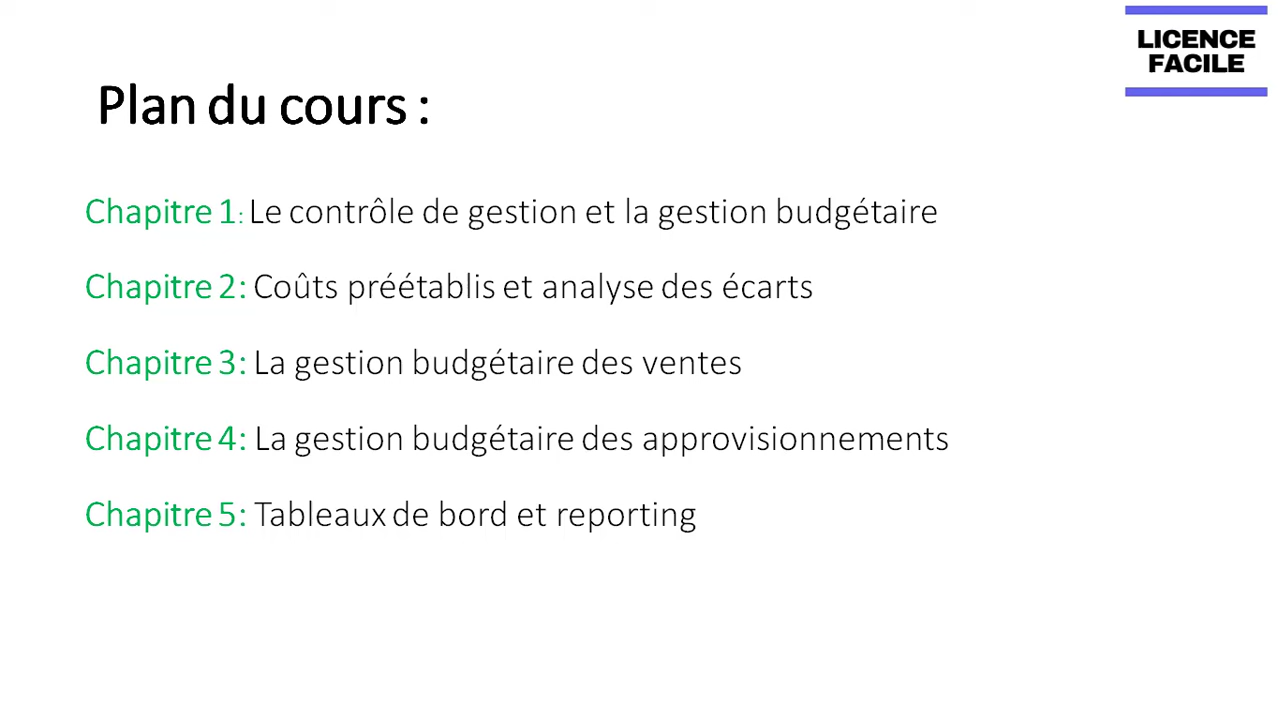 LICENCE
FACILE
Plan du cours :
Chapitre 1: Le contrôle de gestion et la gestion budgétaire
Chapitre 2: Coûts préétablis et analyse des écarts
Chapitre 3: La gestion budgétaire des ventes
Chapitre 4: La gestion budgétaire des approvisionnements
Chapitre 5: Tableaux de bord et reporting